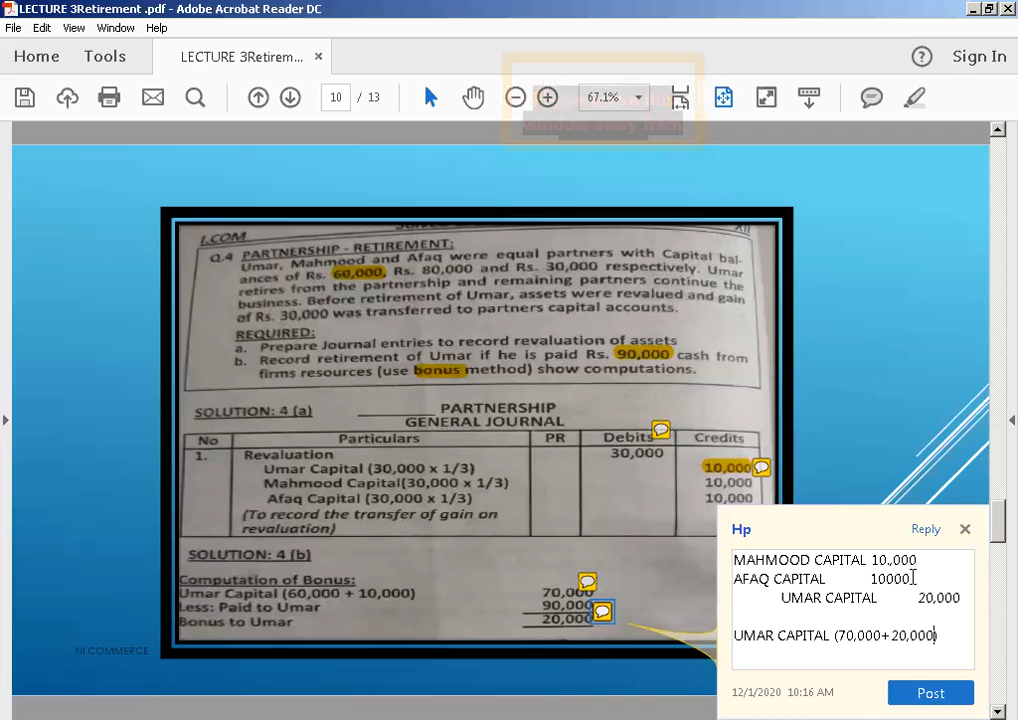 LECTURE 3Retirement .pdf - Adobe Acrobat Reader DC
File Edit View Window Help
Home Tools LECTURE 3Retirem... × Sign In
10 / 13 67.1%
window away from
I.COM XII
Q.4 PARTNERSHIP - RETIREMENT:
Umar, Mahmood and Afaq were equal partners with Capital bal-
ances of Rs. 60,000, Rs. 80,000 and Rs. 30,000 respectively. Umar
retires from the partnership and remaining partners continue the
business. Before retirement of Umar, assets were revalued and gain
of Rs. 30,000 was transferred to partners capital accounts.
REQUIRED:
a. Prepare Journal entries to record revaluation of assets
b. Record retirement of Umar if he is paid Rs. 90,000 cash from
firms resources (use bonus method) show computations.
SOLUTION: 4 (a) ________ PARTNERSHIP
GENERAL JOURNAL
No Particulars PR Debits Credits
1. Revaluation 30,000
Umar Capital (30,000 x 1/3) 10,000
Mahmood Capital(30,000 x 1/3) 10,000
Afaq Capital (30,000 x 1/3) 10,000
(To record the transfer of gain on
revaluation)
SOLUTION: 4 (b)
Computation of Bonus:
Umar Capital (60,000 + 10,000) 70,000
Less: Paid to Umar 90,000
Bonus to Umar 20,000
XII COMMERCE
Hp Reply
MAHMOOD CAPITAL 10.,000
AFAQ CAPITAL 10000
UMAR CAPITAL 20,000
UMAR CAPITAL (70,000+20,000)
12/1/2020 10:16 AM Post